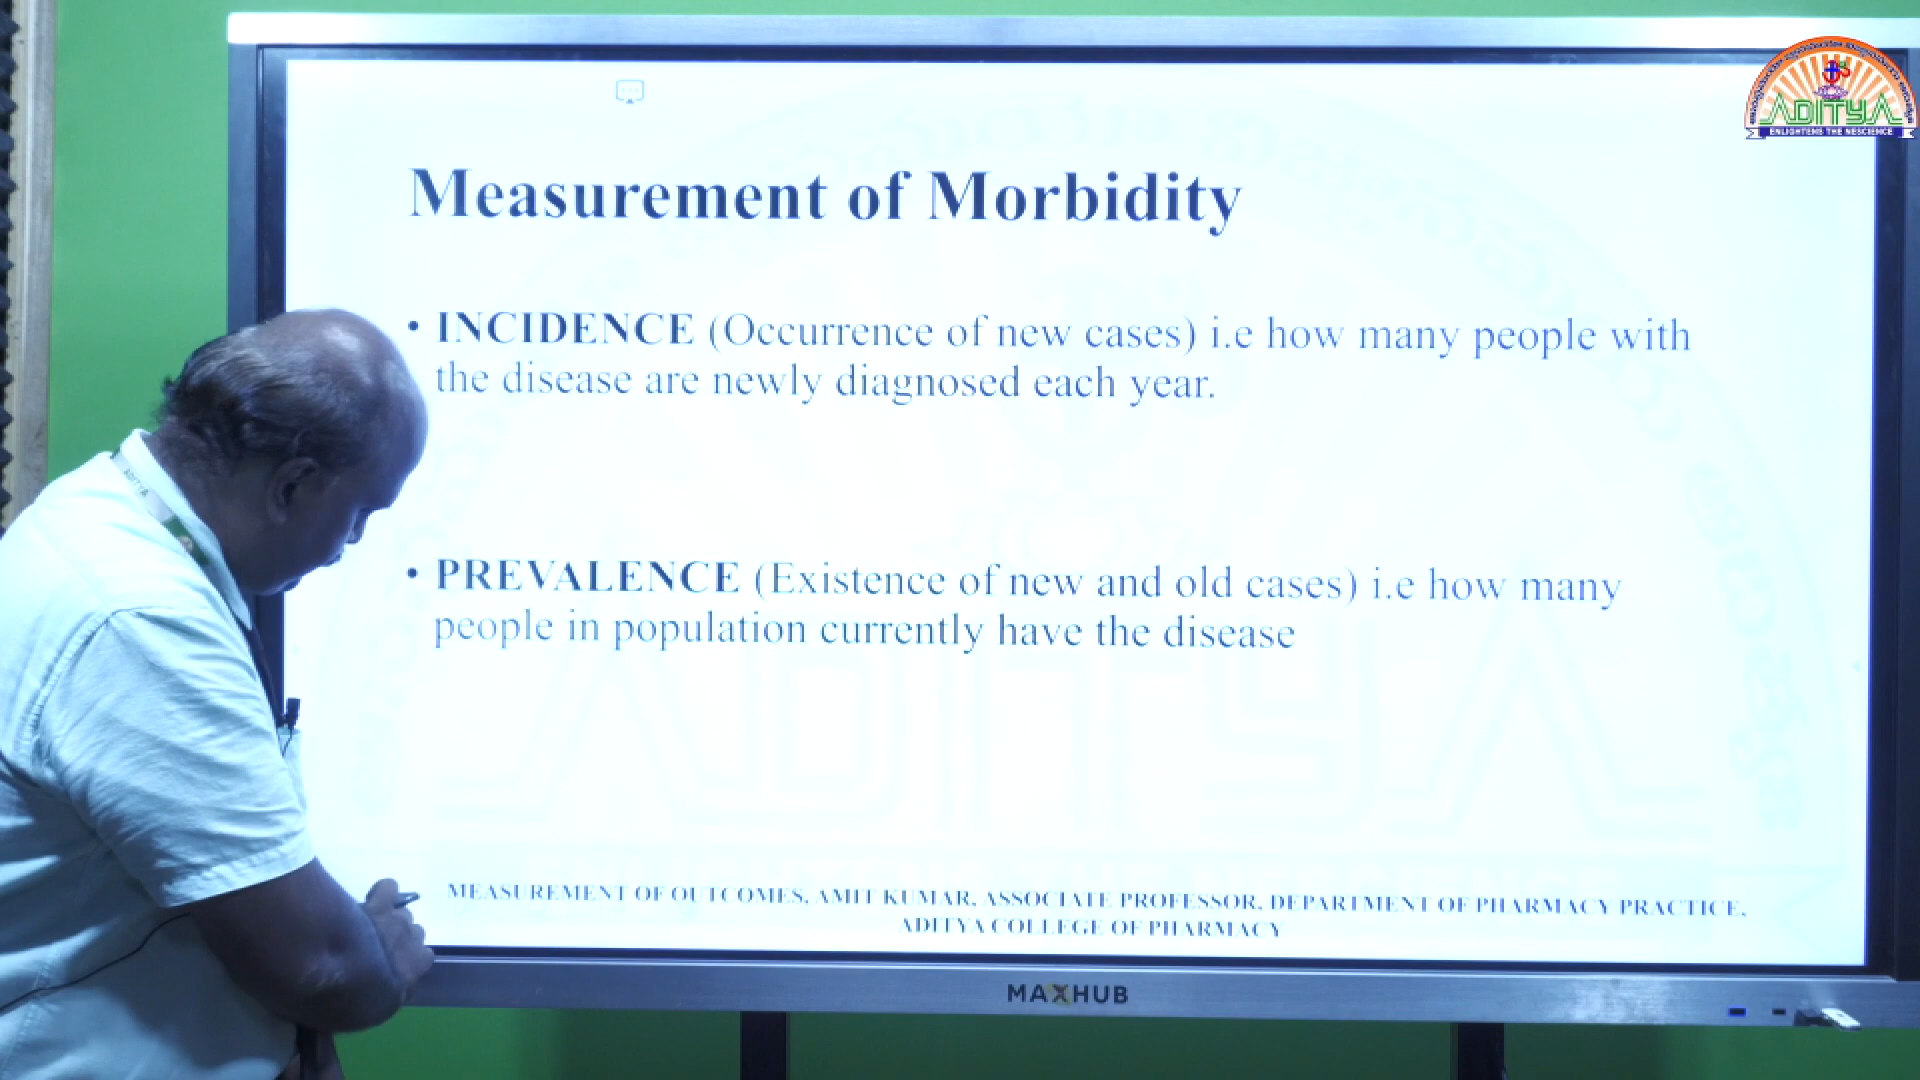 ADITYA
ENLIGHTENS THE NESCIENCE
Measurement of Morbidity
• INCIDENCE (Occurrence of new cases) i.e how many people with
the disease are newly diagnosed each year.
• PREVALENCE (Existence of new and old cases) i.e how many
people in population currently have the disease
MEASUREMENT OF OUTCOMES, AMIT KUMAR, ASSOCIATE PROFESSOR, DEPARTMENT OF PHARMACY PRACTICE,
ADITYA COLLEGE OF PHARMACY
MAXHUB
ADITYA